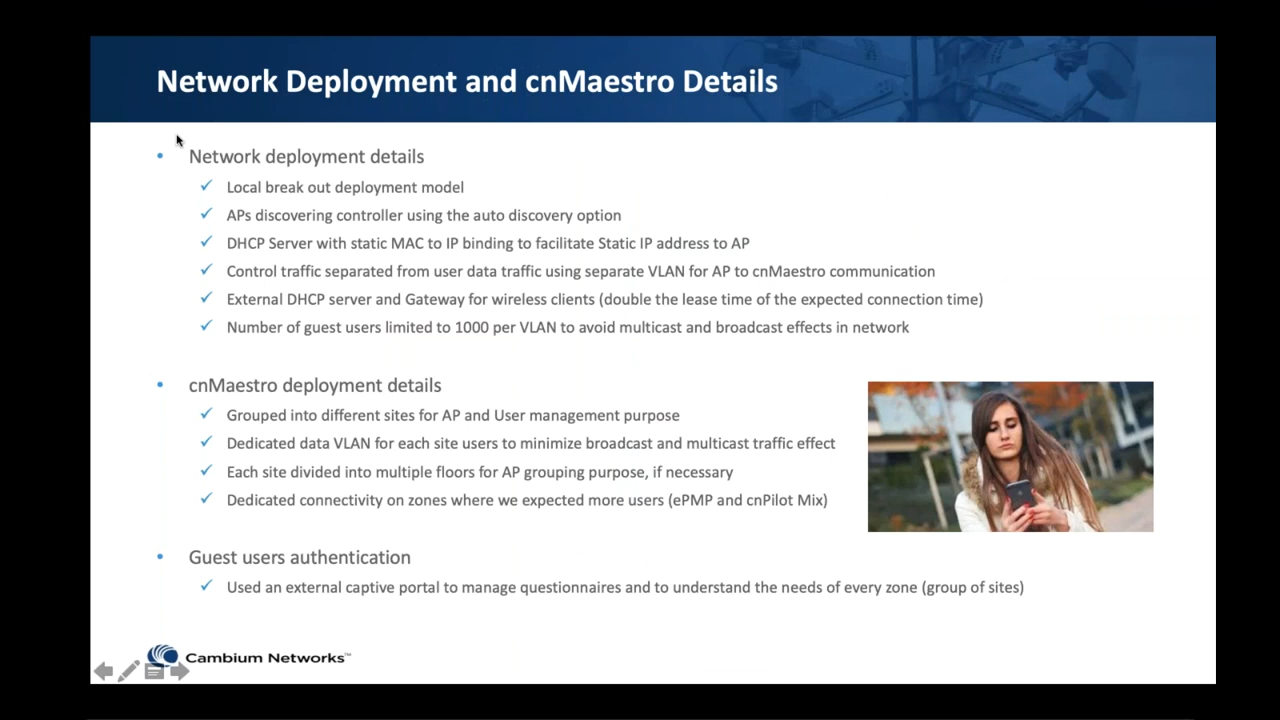 Network Deployment and cnMaestro Details
• Network deployment details
✓ Local break out deployment model
✓ APs discovering controller using the auto discovery option
✓ DHCP Server with static MAC to IP binding to facilitate Static IP address to AP
✓ Control traffic separated from user data traffic using separate VLAN for AP to cnMaestro communication
✓ External DHCP server and Gateway for wireless clients (double the lease time of the expected connection time)
✓ Number of guest users limited to 1000 per VLAN to avoid multicast and broadcast effects in network
• cnMaestro deployment details
✓ Grouped into different sites for AP and User management purpose
✓ Dedicated data VLAN for each site users to minimize broadcast and multicast traffic effect
✓ Each site divided into multiple floors for AP grouping purpose, if necessary
✓ Dedicated connectivity on zones where we expected more users (ePMP and cnPilot Mix)
• Guest users authentication
✓ Used an external captive portal to manage questionnaires and to understand the needs of every zone (group of sites)
Cambium Networks™